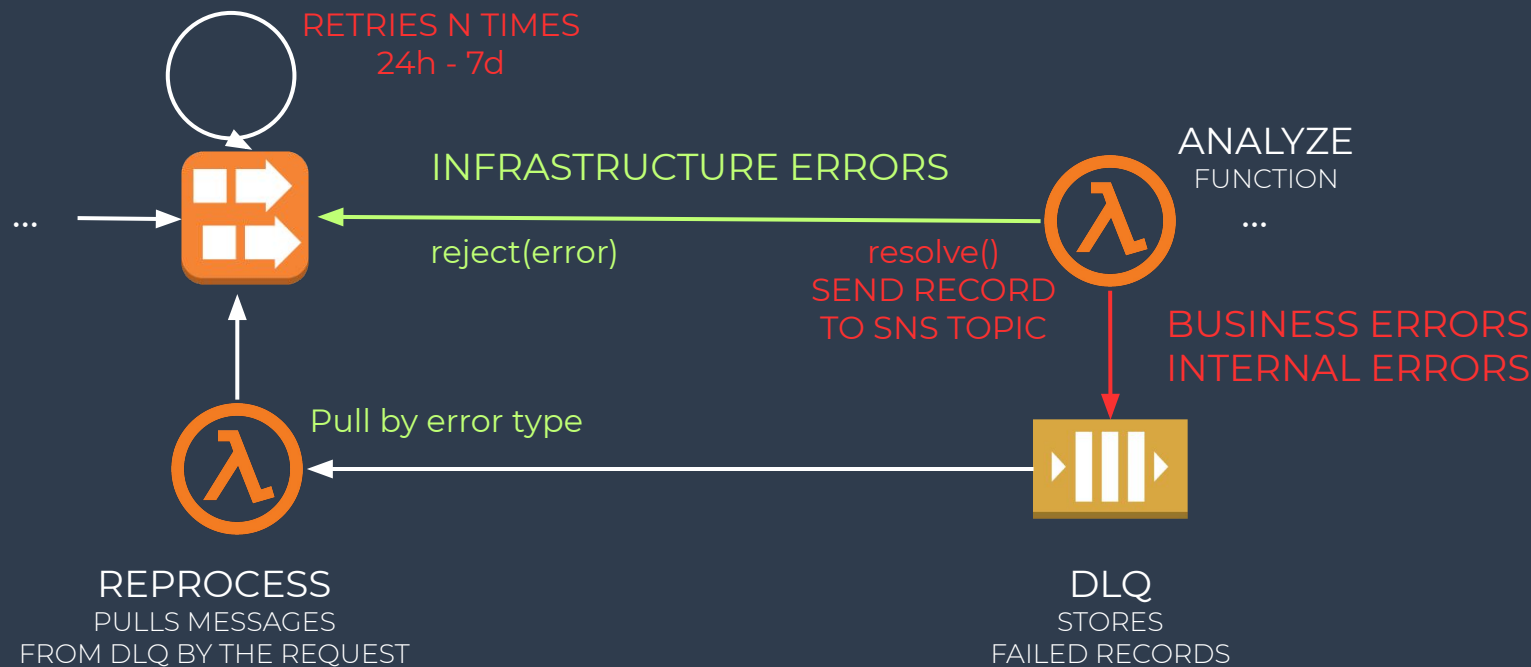 RETRIES N TIMES
24h - 7d
INFRASTRUCTURE ERRORS
ANALYZE
FUNCTION
...
...
reject(error)
resolve()
SEND RECORD
TO SNS TOPIC
BUSINESS ERRORS
INTERNAL ERRORS
Pull by error type
REPROCESS
PULLS MESSAGES
FROM DLQ BY THE REQUEST
DLQ
STORES
FAILED RECORDS